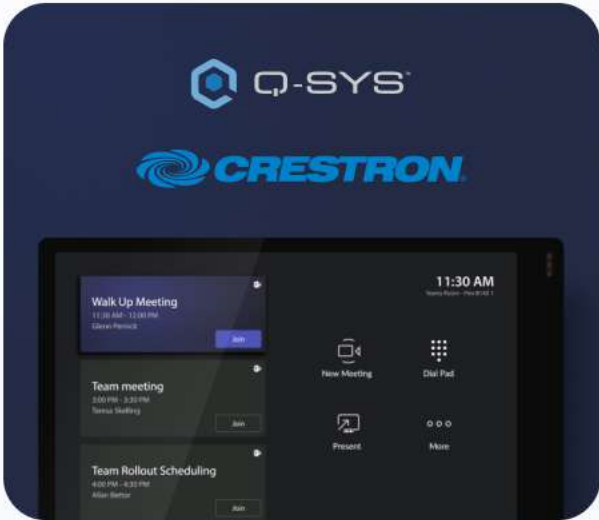 Q-SYS™
CRESTRON®
11:30 AM
Walk Up Meeting
11:30 AM - 12:00 PM
Join
New Meeting
Dial Pad
Team meeting
3:00 PM - 3:30 PM
Join
Present
More
Team Rollout Scheduling
4:00 PM - 4:30 PM
Join